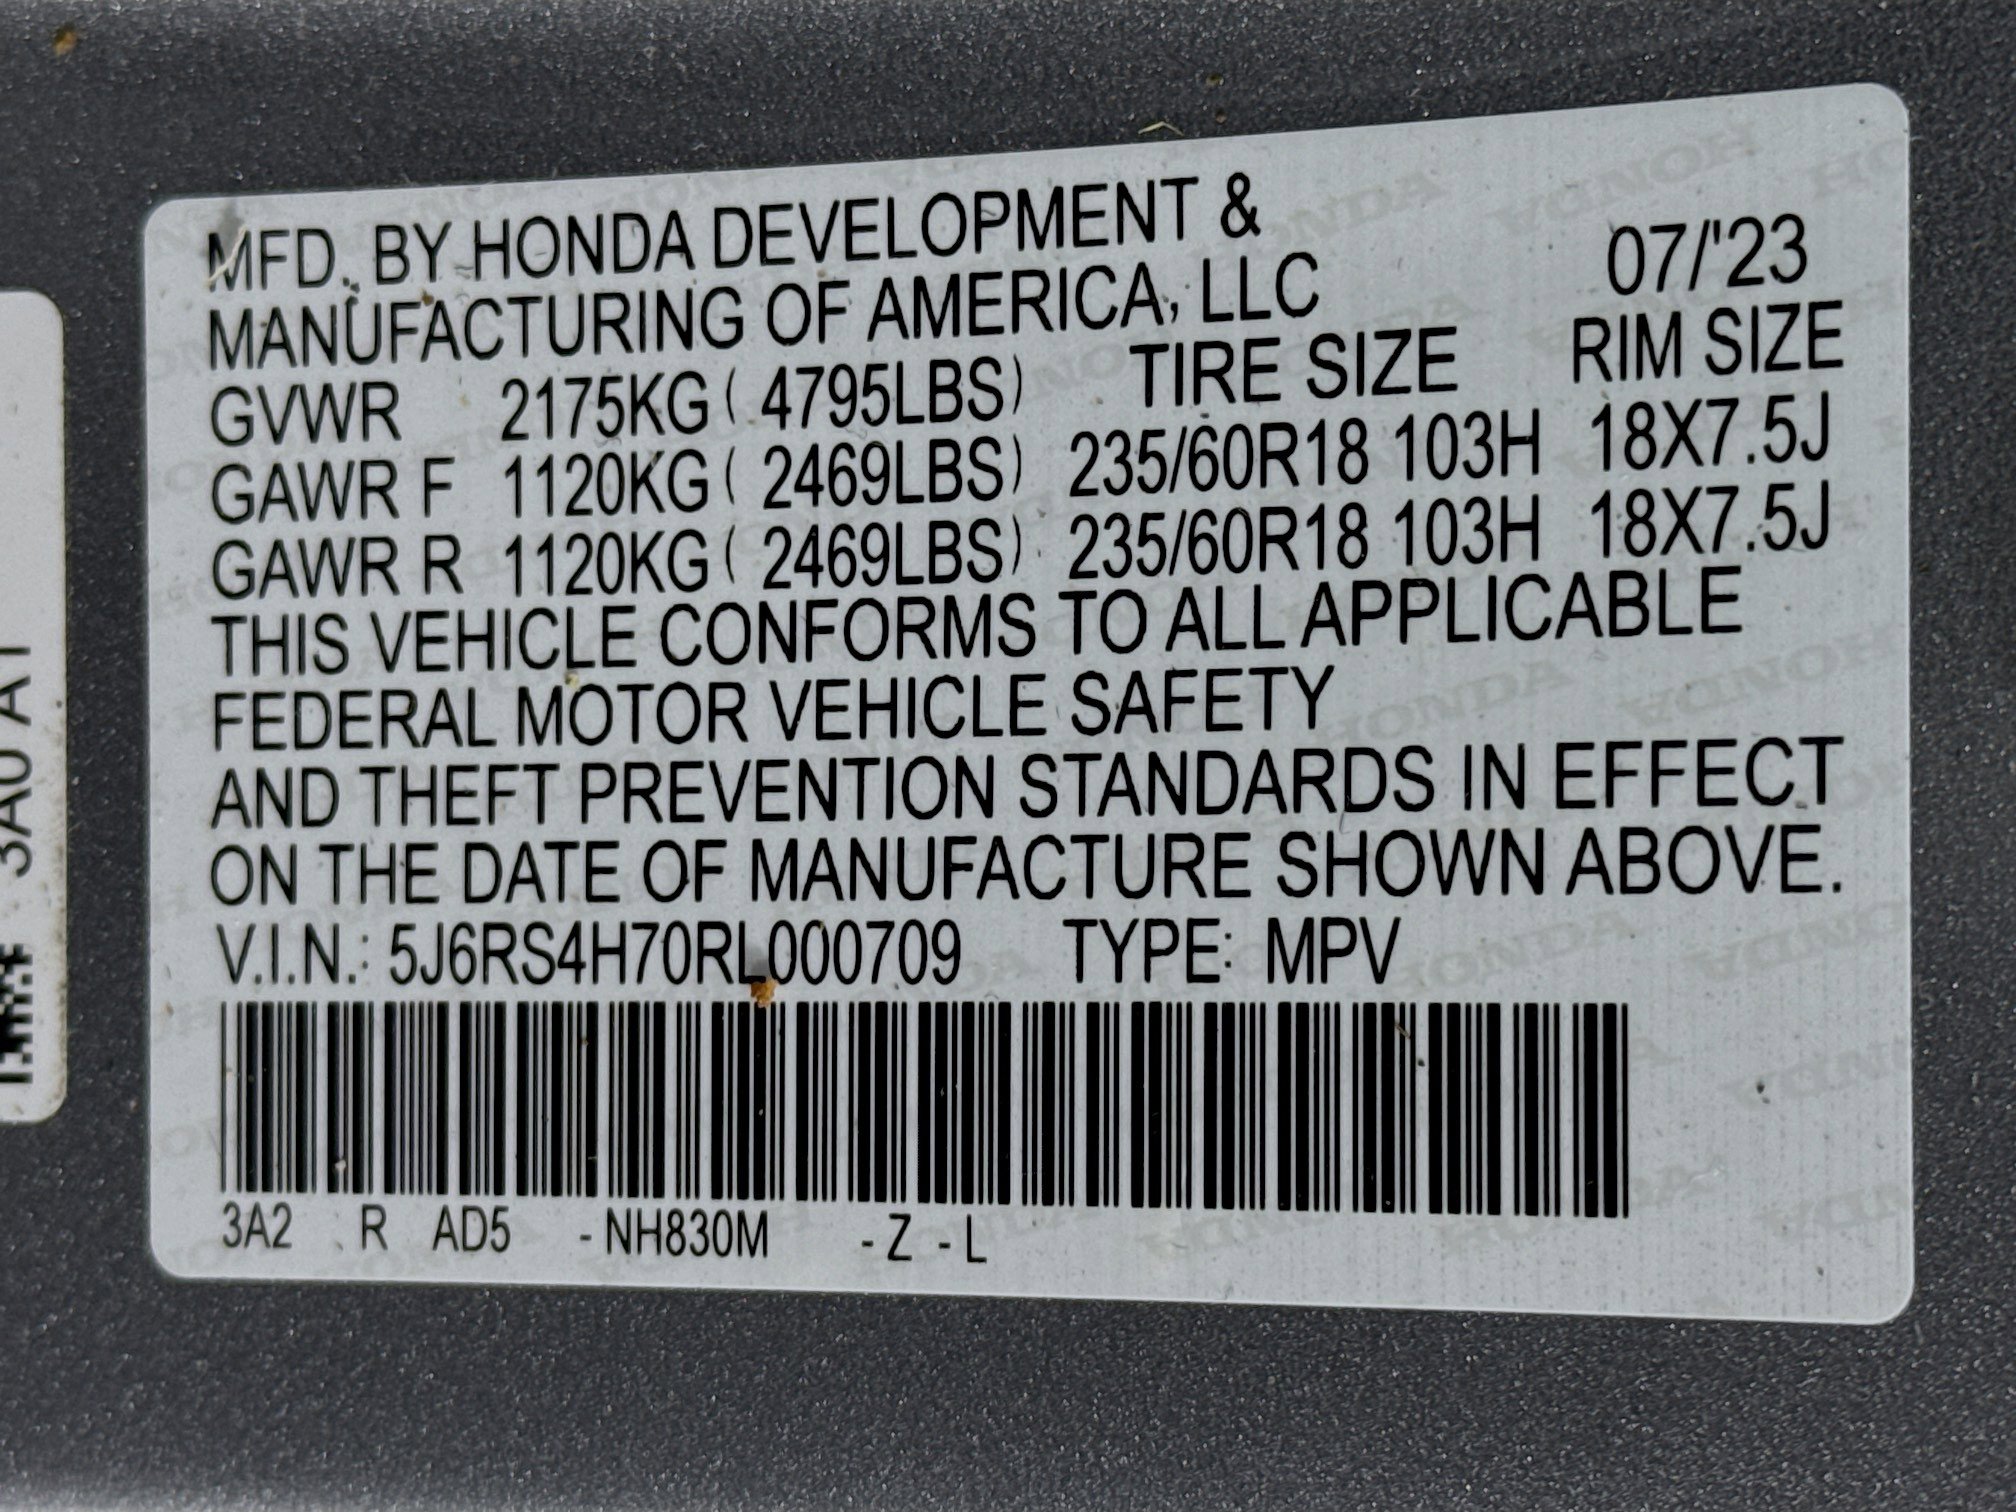 MFD. BY HONDA DEVELOPMENT &
MANUFACTURING OF AMERICA, LLC 07/'23
GVWR 2175KG ( 4795LBS) TIRE SIZE RIM SIZE
GAWR F 1120KG ( 2469LBS) 235/60R18 103H 18X7.5J
GAWR R 1120KG ( 2469LBS) 235/60R18 103H 18X7.5J
THIS VEHICLE CONFORMS TO ALL APPLICABLE
FEDERAL MOTOR VEHICLE SAFETY
AND THEFT PREVENTION STANDARDS IN EFFECT
ON THE DATE OF MANUFACTURE SHOWN ABOVE.
V.I.N.: 5J6RS4H70RL000709 TYPE: MPV
3A2 R AD5 -NH830M -Z -L
3A0 A1